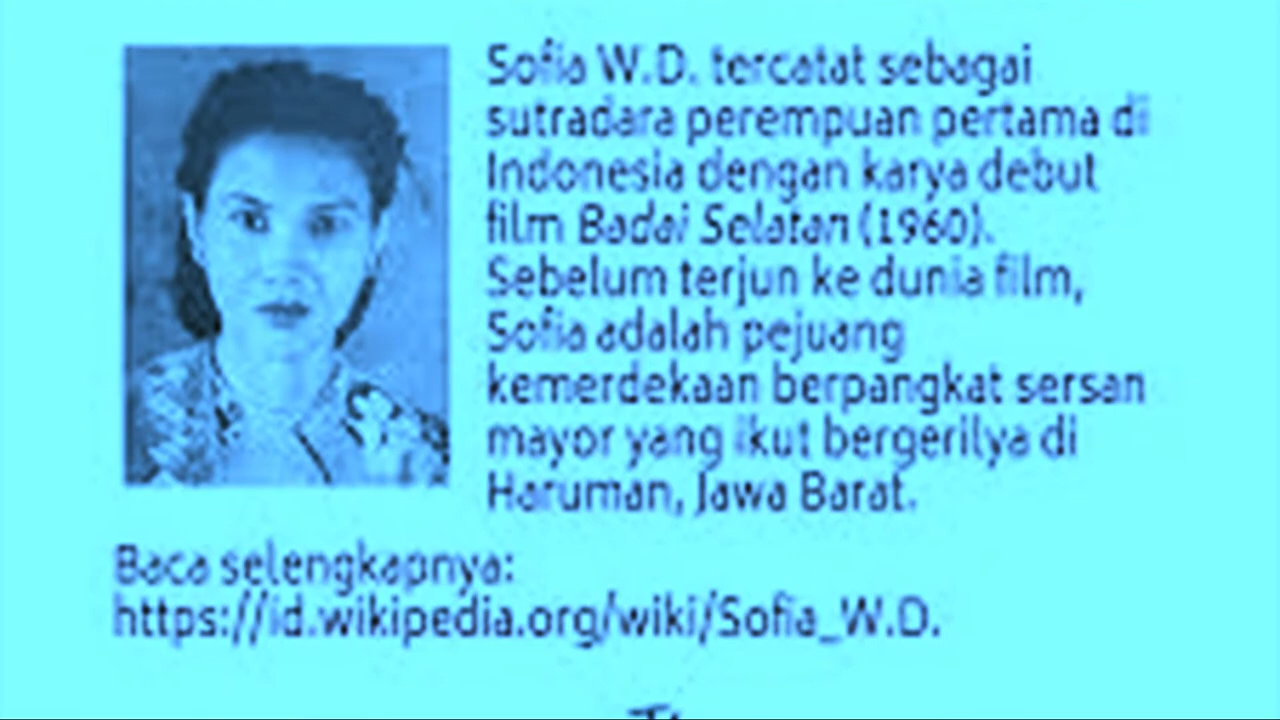 Sofia W.D. tercatat sebagai
sutradara perempuan pertama di
Indonesia dengan karya debut
film Badai Selatan (1960).
Sebelum terjun ke dunia film,
Sofia adalah pejuang
kemerdekaan berpangkat sersan
mayor yang ikut bergerilya di
Haruman, Jawa Barat.
Baca selengkapnya:
https://id.wikipedia.org/wiki/Sofia_W.D.